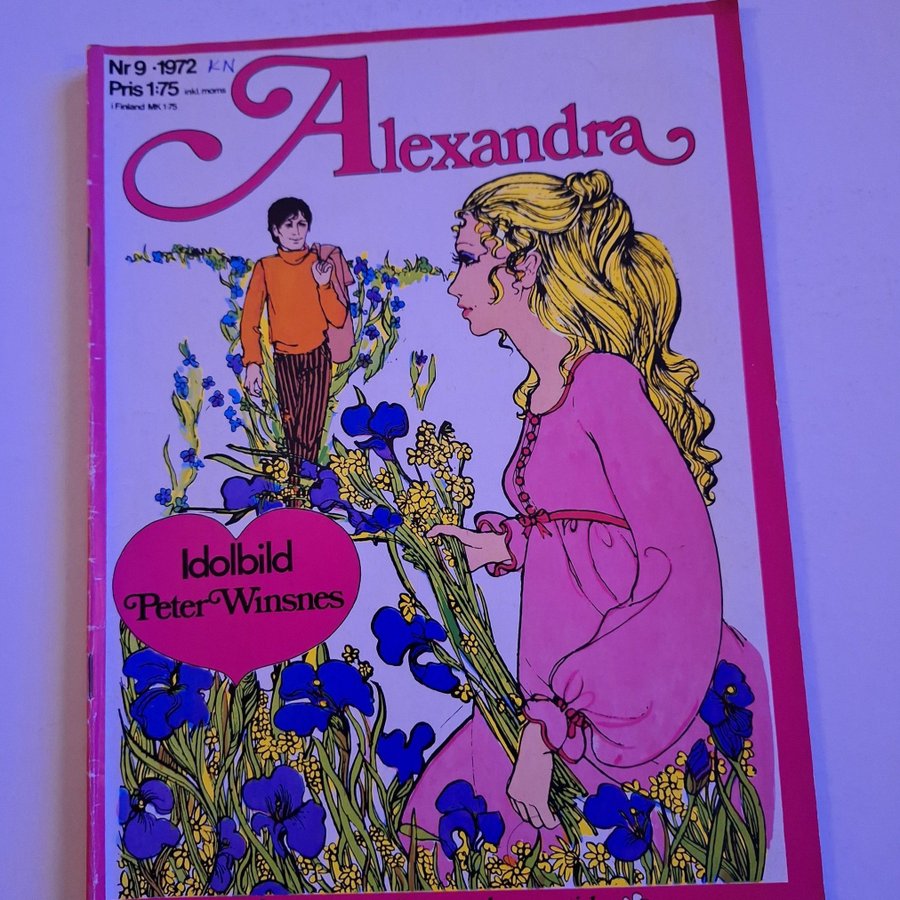 Nr 9 · 1972 KN
Pris 1:75 inkl. moms
i Finland MK 1:75
Alexandra
Idolbild
Peter Winsnes